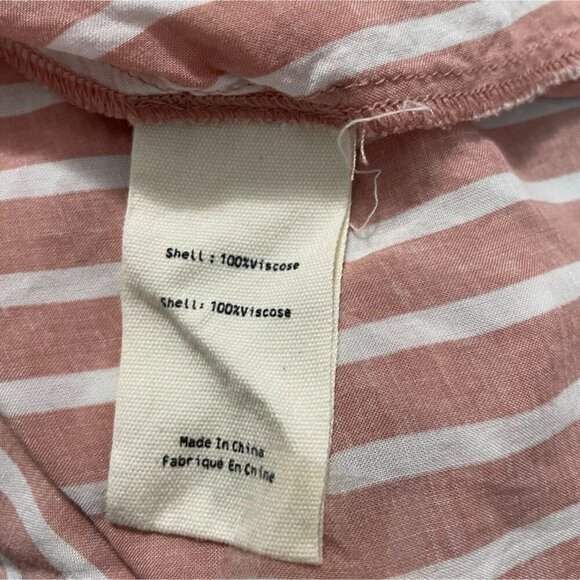 Shell : 100%Viscose
Shell: 100%Viscose
Made In China
Fabriqué En Chine